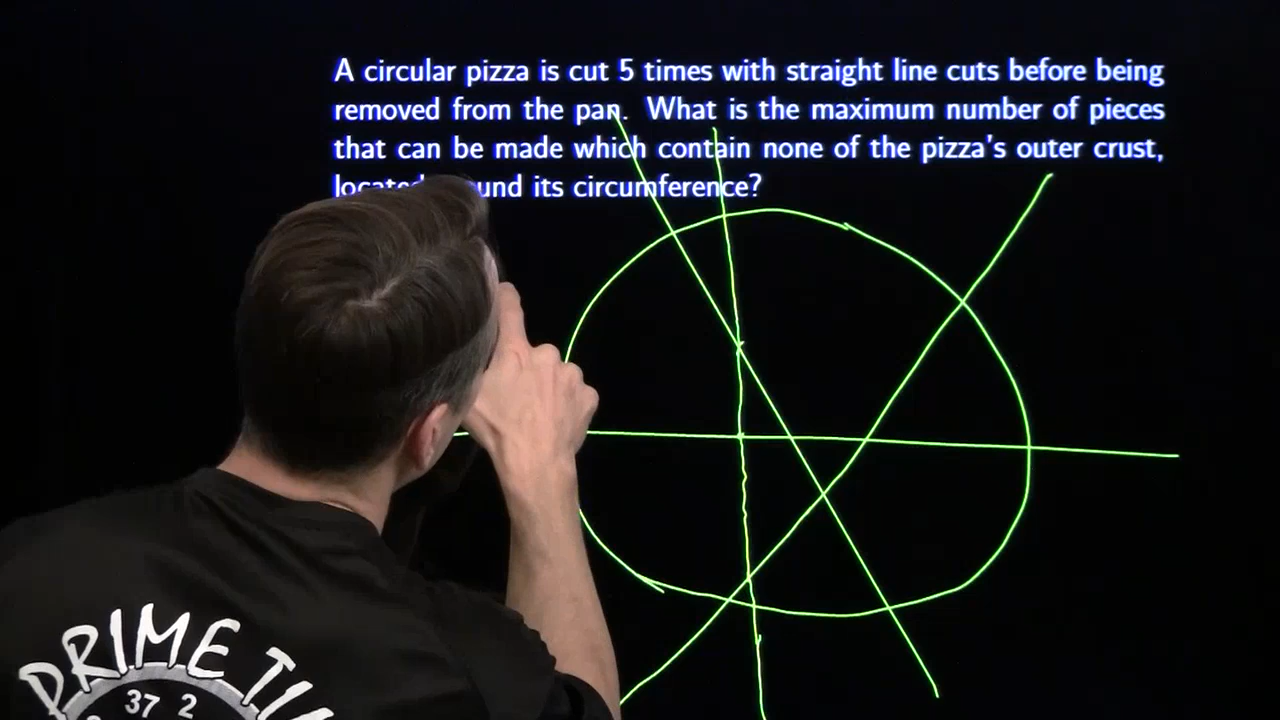 A circular pizza is cut 5 times with straight line cuts before being
removed from the pan. What is the maximum number of pieces
that can be made which contain none of the pizza's outer crust,
its circumference?
PRIME
37 2